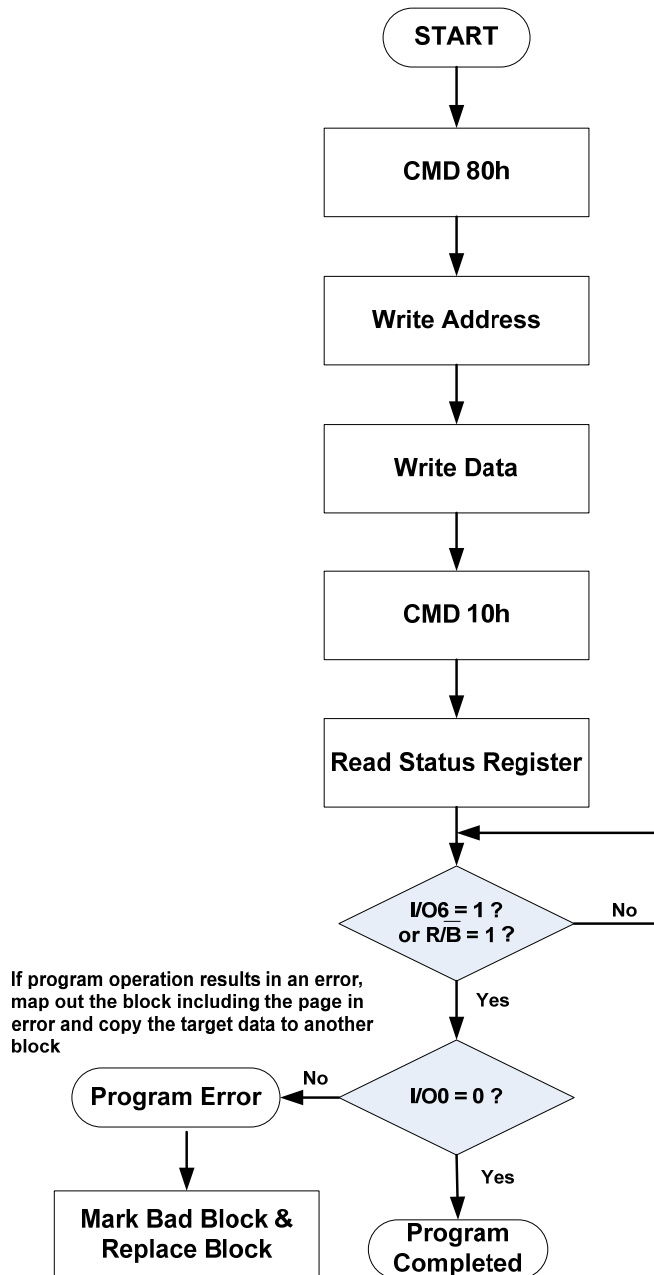 START
CMD 80h
Write Address
Write Data
CMD 10h
Read Status Register
I/O6 = 1 ?
or R/B̅ = 1 ?
No
Yes
If program operation results in an error,
map out the block including the page in
error and copy the target data to another
block
I/O0 = 0 ?
No
Program Error
Yes
Mark Bad Block &
Replace Block
Program
Completed